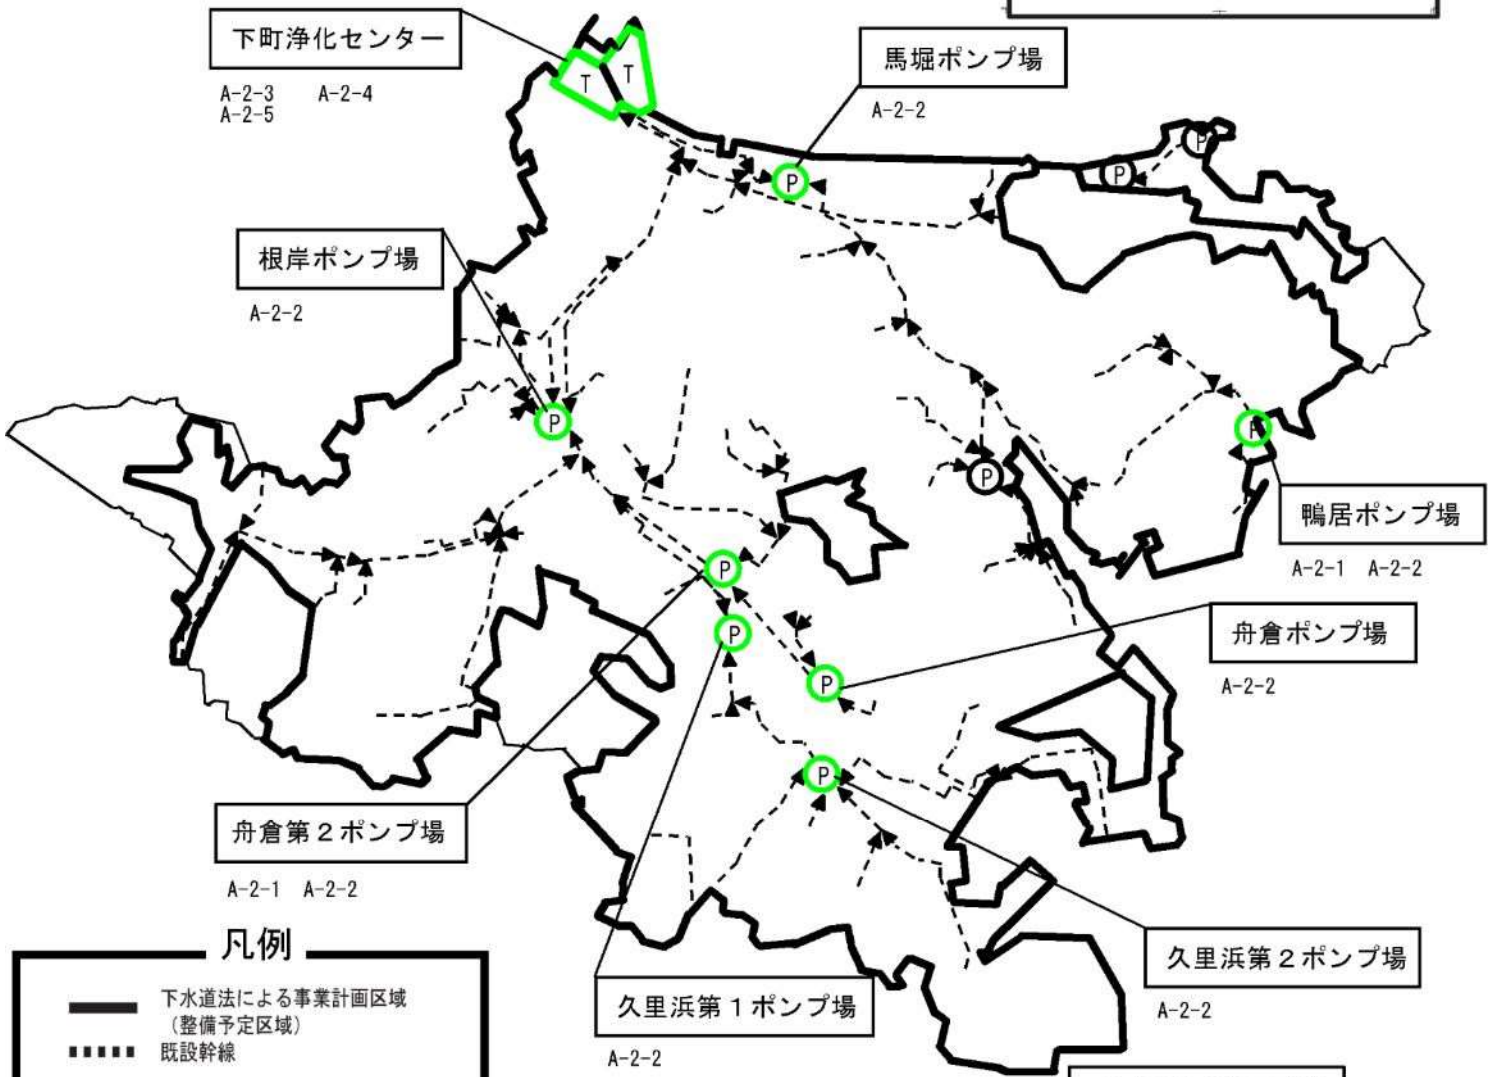 下町浄化センター
A-2-3 A-2-4
A-2-5
馬堀ポンプ場
A-2-2
T
T
P
P
P
根岸ポンプ場
A-2-2
P
P
P
鴨居ポンプ場
A-2-1 A-2-2
P
P
舟倉ポンプ場
A-2-2
P
P
舟倉第２ポンプ場
A-2-1 A-2-2
久里浜第２ポンプ場
A-2-2
久里浜第１ポンプ場
A-2-2
凡例
下水道法による事業計画区域
（整備予定区域）
既設幹線